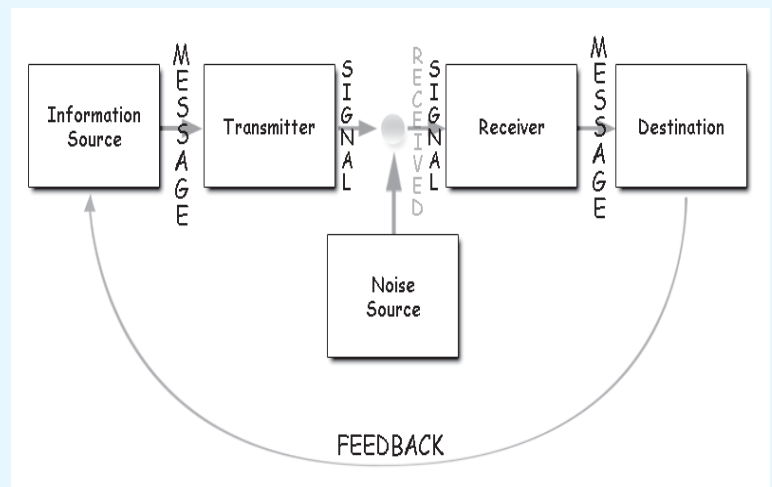 Information
Source
MESSAGE
Transmitter
SIGNAL
RECEIVED
SIGNAL
Receiver
MESSAGE
Destination
Noise
Source
FEEDBACK